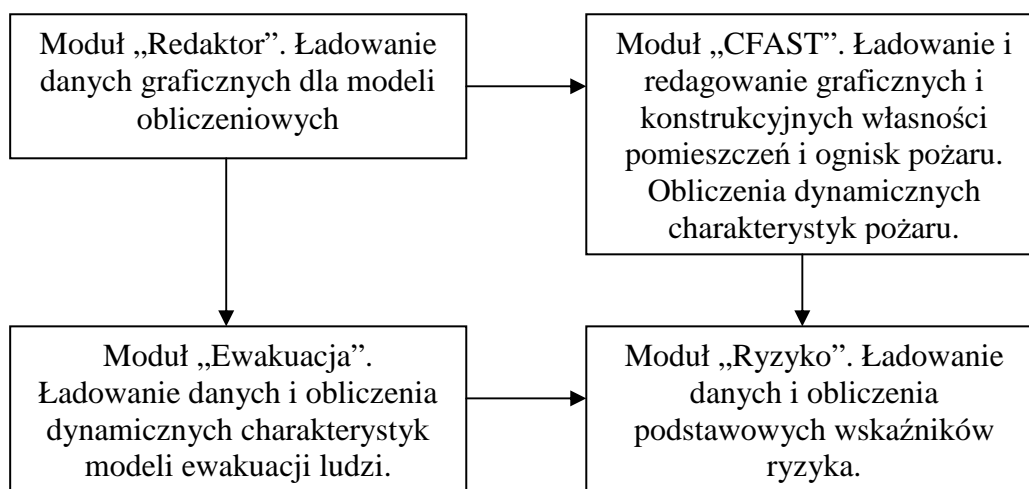 Moduł „Redaktor”. Ładowanie
danych graficznych dla modeli
obliczeniowych
Moduł „CFAST”. Ładowanie i
redagowanie graficznych i
konstrukcyjnych własności
pomieszczeń i ognisk pożaru.
Obliczenia dynamicznych
charakterystyk pożaru.
Moduł „Ewakuacja”.
Ładowanie danych i obliczenia
dynamicznych charakterystyk
modeli ewakuacji ludzi.
Moduł „Ryzyko”. Ładowanie
danych i obliczenia
podstawowych wskaźników
ryzyka.